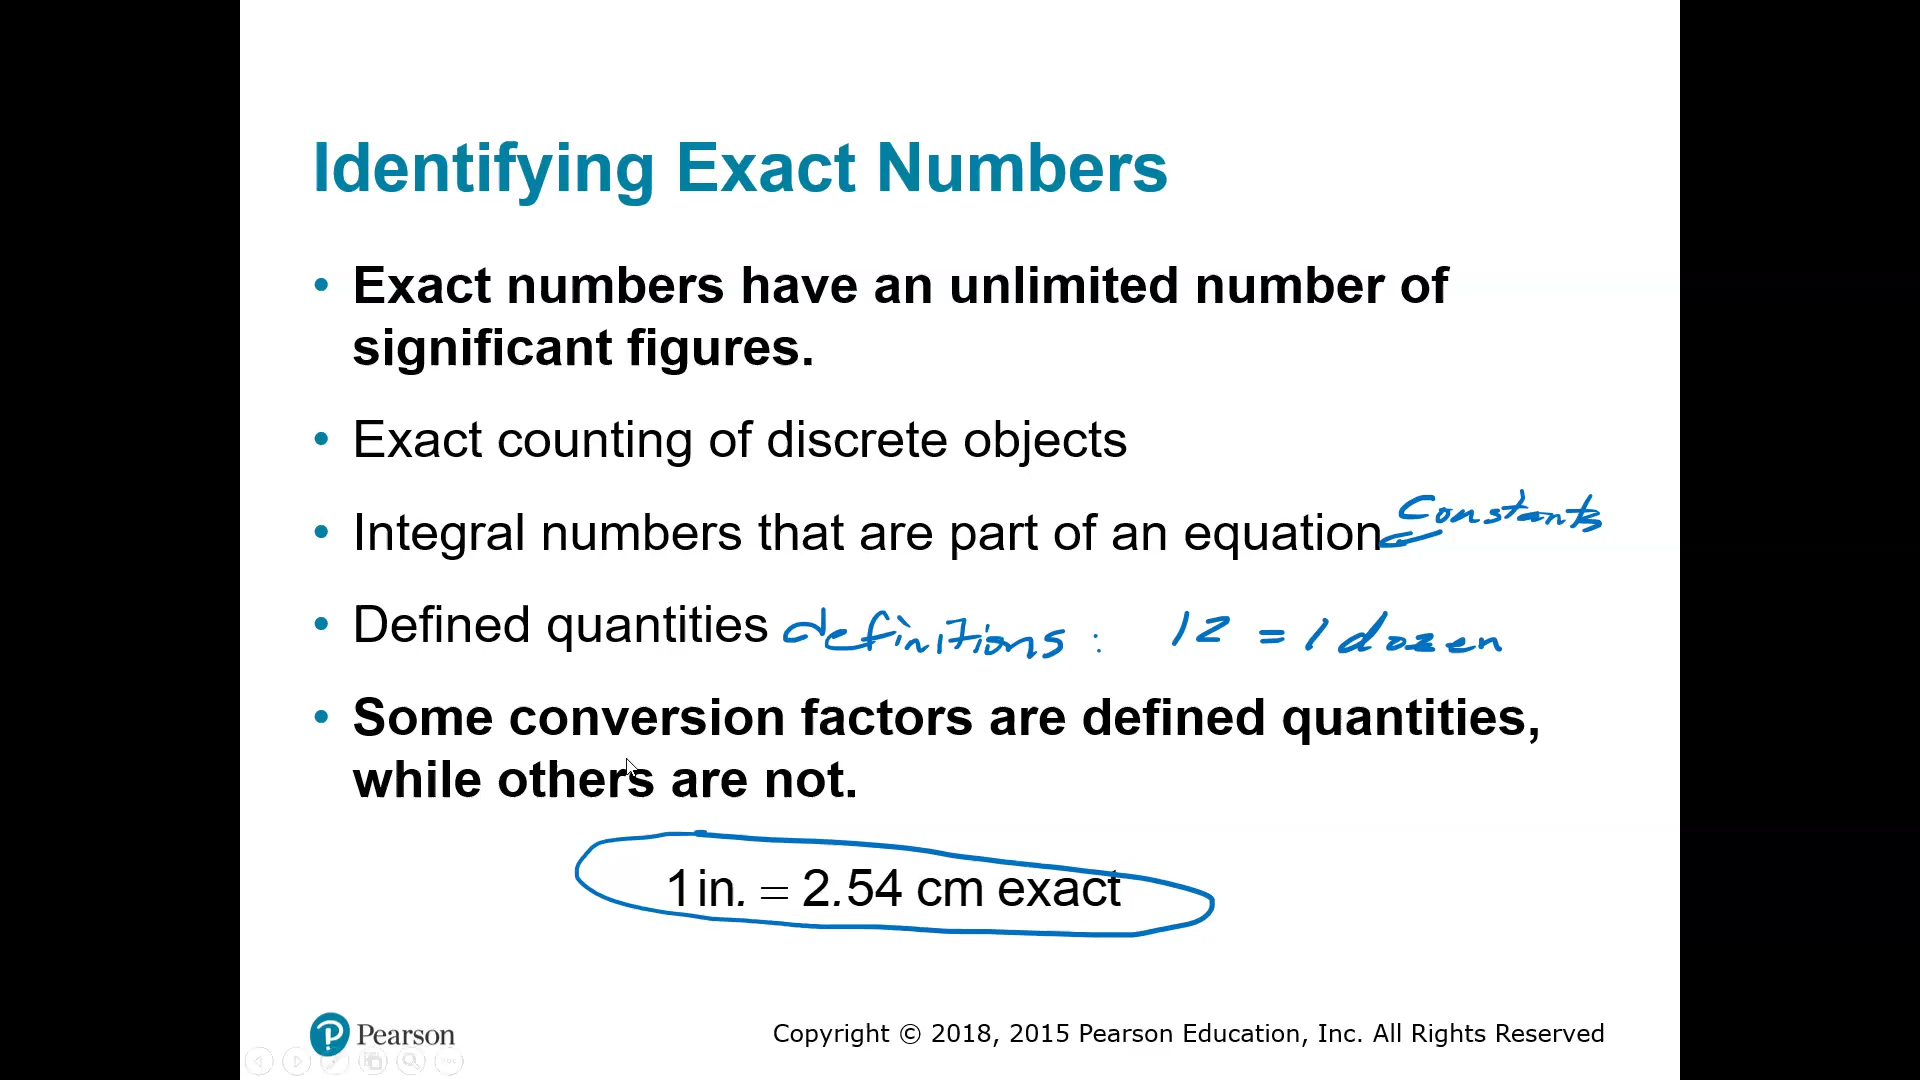 Identifying Exact Numbers
• Exact numbers have an unlimited number of
significant figures.
• Exact counting of discrete objects
• Integral numbers that are part of an equation Constants
• Defined quantities definitions: 12 = 1 dozen
• Some conversion factors are defined quantities,
while others are not.
1 in. = 2.54 cm exact
Pearson
Copyright © 2018, 2015 Pearson Education, Inc. All Rights Reserved